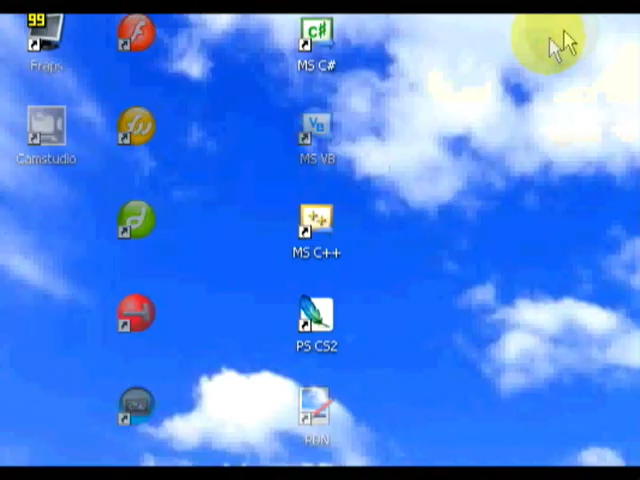 99
Fraps
MS C#
Camstudio
MS VB
MS C++
PS CS2
PDN